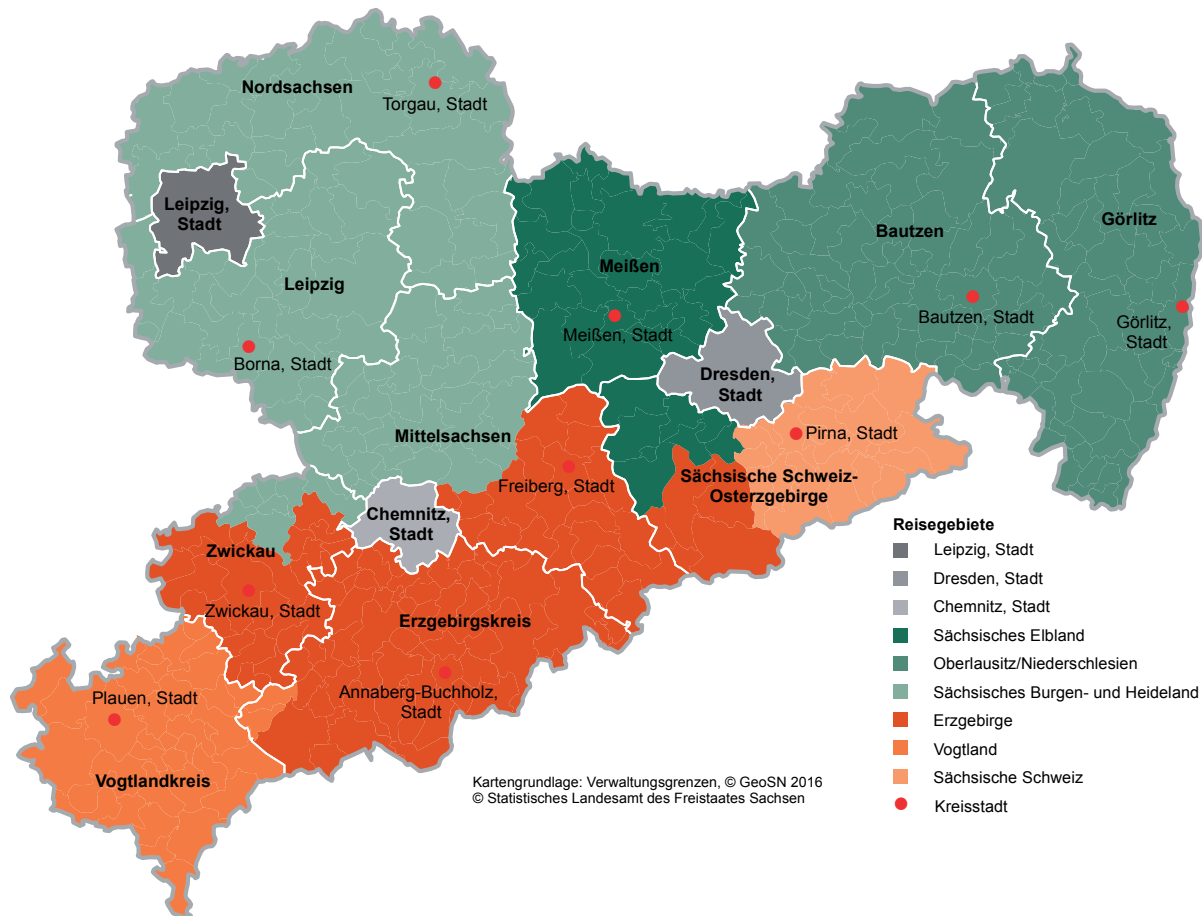 Nordsachsen
Torgau, Stadt
Leipzig,
Stadt
Leipzig
Borna, Stadt
Meißen
Meißen, Stadt
Bautzen
Bautzen, Stadt
Görlitz
Görlitz,
Stadt
Dresden,
Stadt
Mittelsachsen
Pirna, Stadt
Freiberg, Stadt
Sächsische Schweiz-
Osterzgebirge
Chemnitz,
Stadt
Zwickau
Zwickau, Stadt
Erzgebirgskreis
Annaberg-Buchholz,
Stadt
Plauen, Stadt
Vogtlandkreis
Reisegebiete
Leipzig, Stadt
Dresden, Stadt
Chemnitz, Stadt
Sächsisches Elbland
Oberlausitz/Niederschlesien
Sächsisches Burgen- und Heideland
Erzgebirge
Vogtland
Sächsische Schweiz
Kreisstadt
Kartengrundlage: Verwaltungsgrenzen, © GeoSN 2016
© Statistisches Landesamt des Freistaates Sachsen